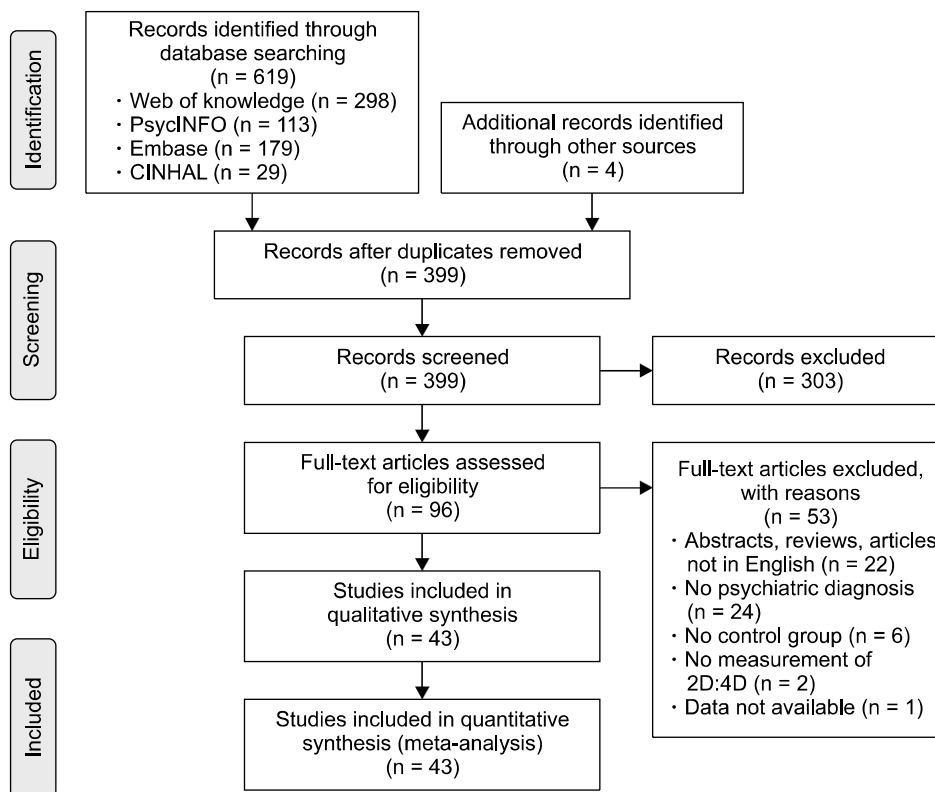 Identification
Records identified through
database searching
(n = 619)
· Web of knowledge (n = 298)
· PsycINFO (n = 113)
· Embase (n = 179)
· CINHAL (n = 29)
Additional records identified
through other sources
(n = 4)
Screening
Records after duplicates removed
(n = 399)
Records screened
(n = 399)
Records excluded
(n = 303)
Eligibility
Full-text articles assessed
for eligibility
(n = 96)
Full-text articles excluded,
with reasons
(n = 53)
· Abstracts, reviews, articles
not in English (n = 22)
· No psychiatric diagnosis
(n = 24)
· No control group (n = 6)
· No measurement of
2D:4D (n = 2)
· Data not available (n = 1)
Studies included in
qualitative synthesis
(n = 43)
Included
Studies included in quantitative
synthesis (meta-analysis)
(n = 43)